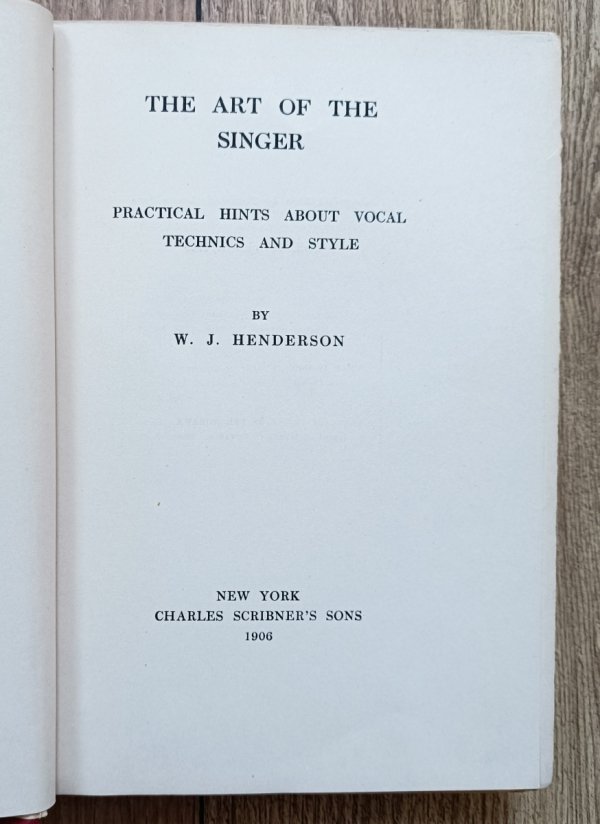 THE ART OF THE
SINGER
PRACTICAL HINTS ABOUT VOCAL
TECHNICS AND STYLE
BY
W. J. HENDERSON
NEW YORK
CHARLES SCRIBNER'S SONS
1906